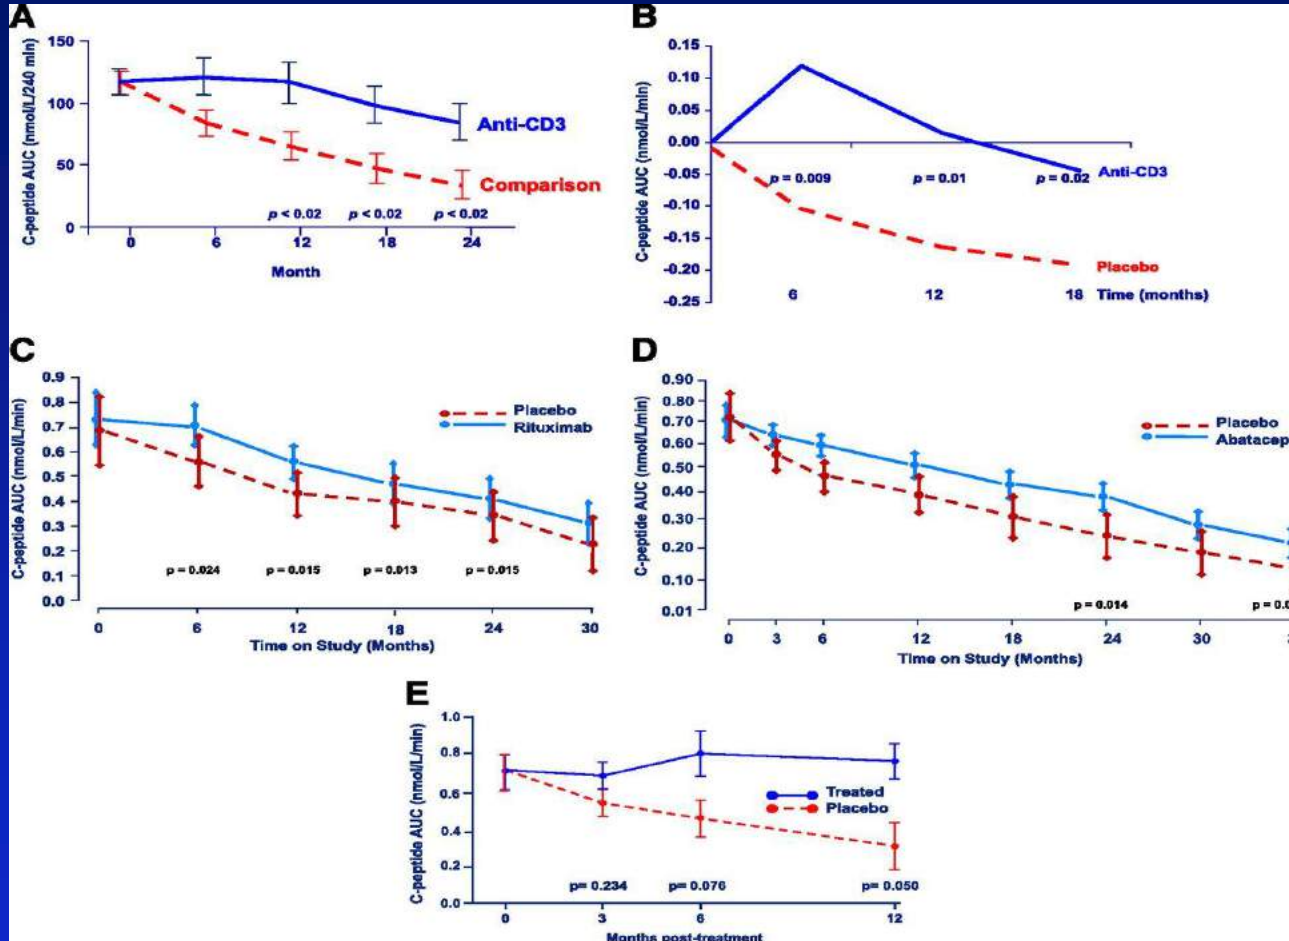 A
C-peptide AUC (nmol/L/240 min)
150
100
50
0
Anti-CD3
Comparison
p < 0.02 p < 0.02 p < 0.02
0 6 12 18 24
Month
B
C-peptide AUC (nmol/L/min)
0.15
0.10
0.05
0.00
-0.05
-0.10
-0.15
-0.20
-0.25
p = 0.009 p = 0.01 p = 0.02
Anti-CD3
Placebo
6 12 18 Time (months)
C
C-peptide AUC (nmol/L/min)
0.9
0.8
0.7
0.6
0.5
0.4
0.3
0.2
0.1
0.0
Placebo
Rituximab
p = 0.024 p = 0.015 p = 0.013 p = 0.015
0 6 12 18 24 30
Time on Study (Months)
D
C-peptide AUC (nmol/L/min)
0.90
0.80
0.70
0.60
0.50
0.40
0.30
0.20
0.10
0.01
Placebo
Abatacep
p = 0.014 p = 0.0
0 3 6 12 18 24 30
Time on Study (Months)
E
C-peptide AUC (nmol/L/min)
1.0
0.8
0.6
0.4
0.2
0.0
Treated
Placebo
p= 0.234 p= 0.076 p= 0.050
0 3 6 12
Months post-treatment